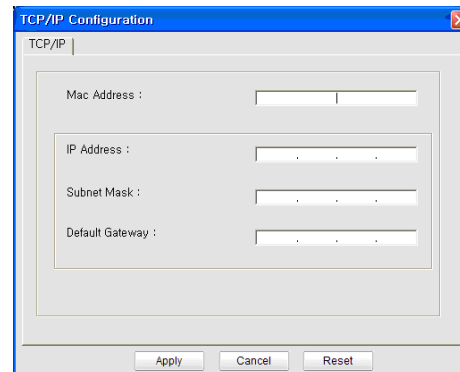 TCP/IP Configuration
TCP/IP
Mac Address :
IP Address :
. . .
Subnet Mask :
. . .
Default Gateway :
. . .
Apply Cancel Reset